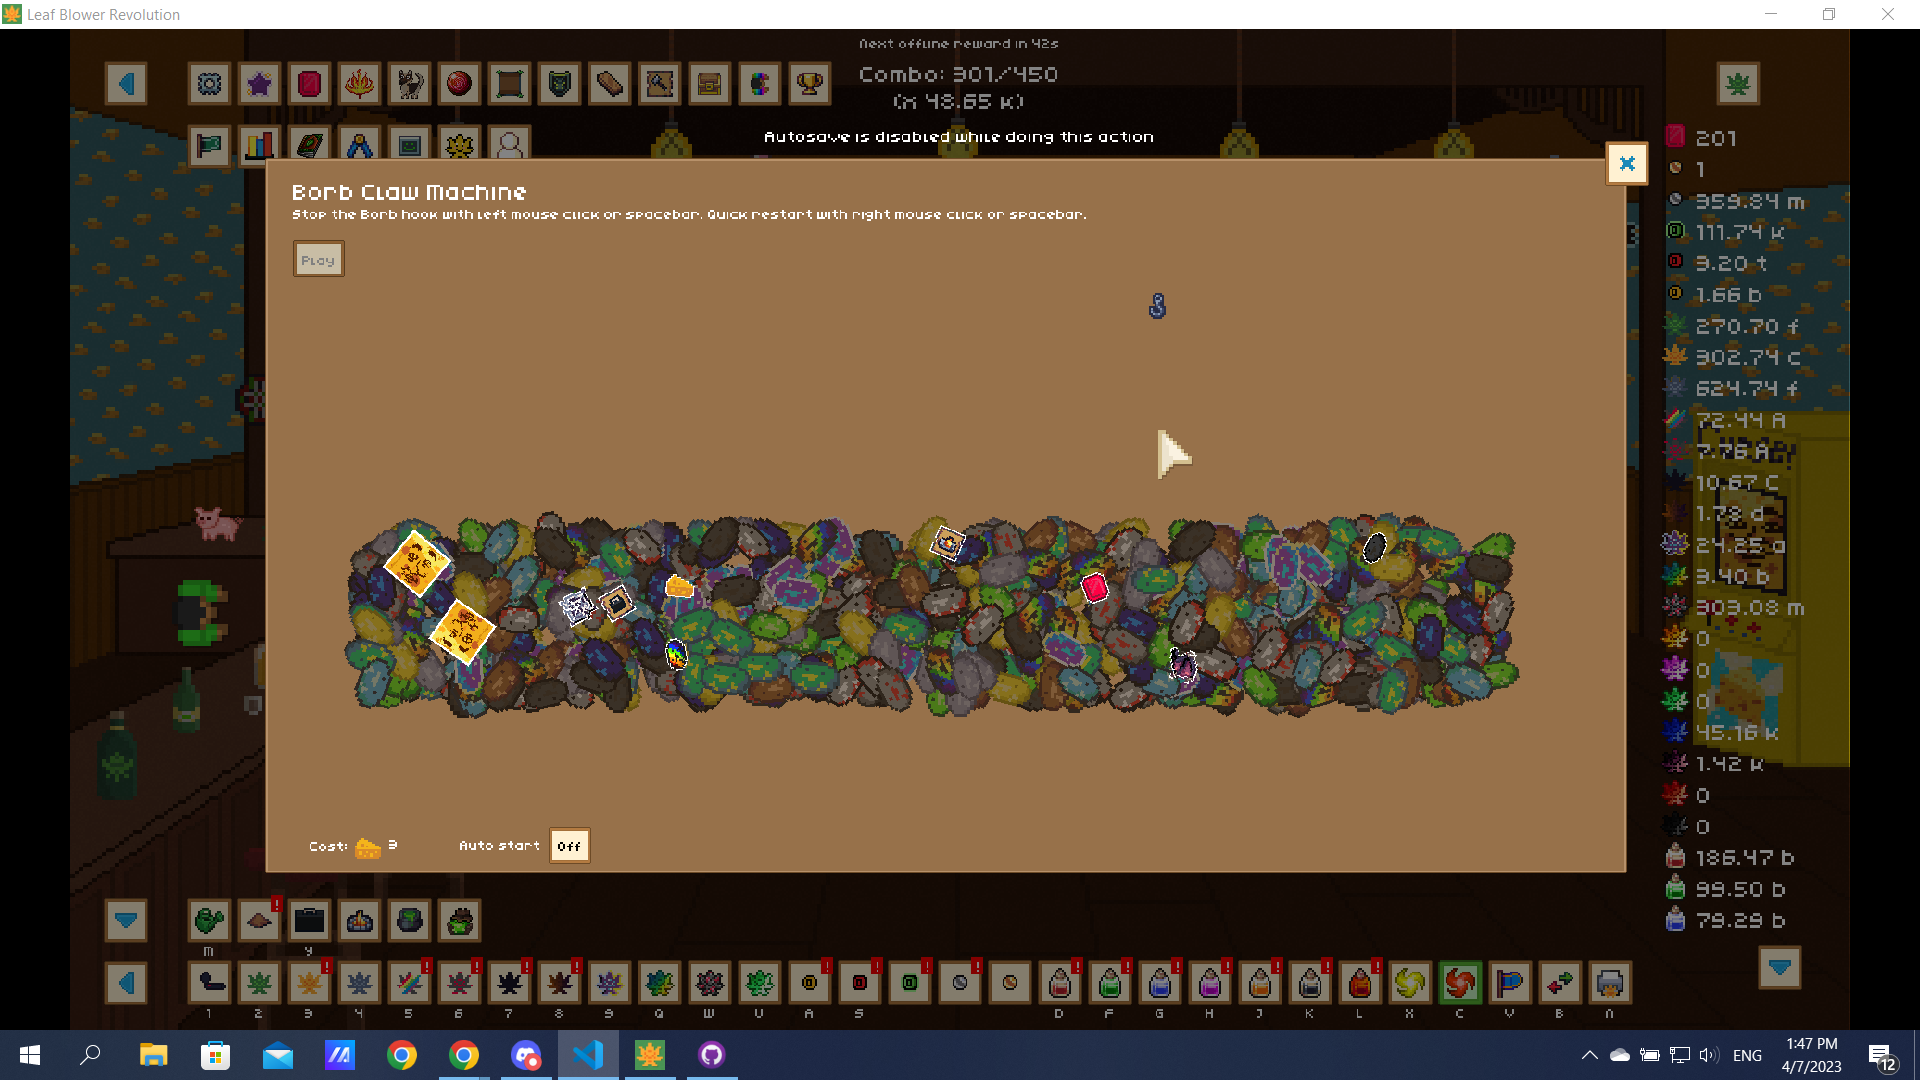 Leaf Blower Revolution
Next offline reward in 42s
Combo: 301/450
(x 48.65 k)
Autosave is disabled while doing this action
Borb Claw Machine
Stop the Borb hook with left mouse click or spacebar. Quick restart with right mouse click or spacebar.
Play
201
1
959.84 m
111.74 k
3.20 t
1.66 b
270.70 f
302.74 c
624.74 f
72.44 A
7.76 A
10.67 C
1.78 d
24.25 a
3.40 b
303.03 m
0
0
0
45.16 k
1.42 k
0
0
186.47 b
99.50 b
79.29 b
Cost: 3
Auto start Off
! 
M y
! ! ! ! ! ! ! ! ! ! ! ! ! ! ! ! !
1 2 3 4 5 6 7 8 9 Q W U A S D F G H J K L X C V B N
ENG
1:47 PM
4/7/2023
12